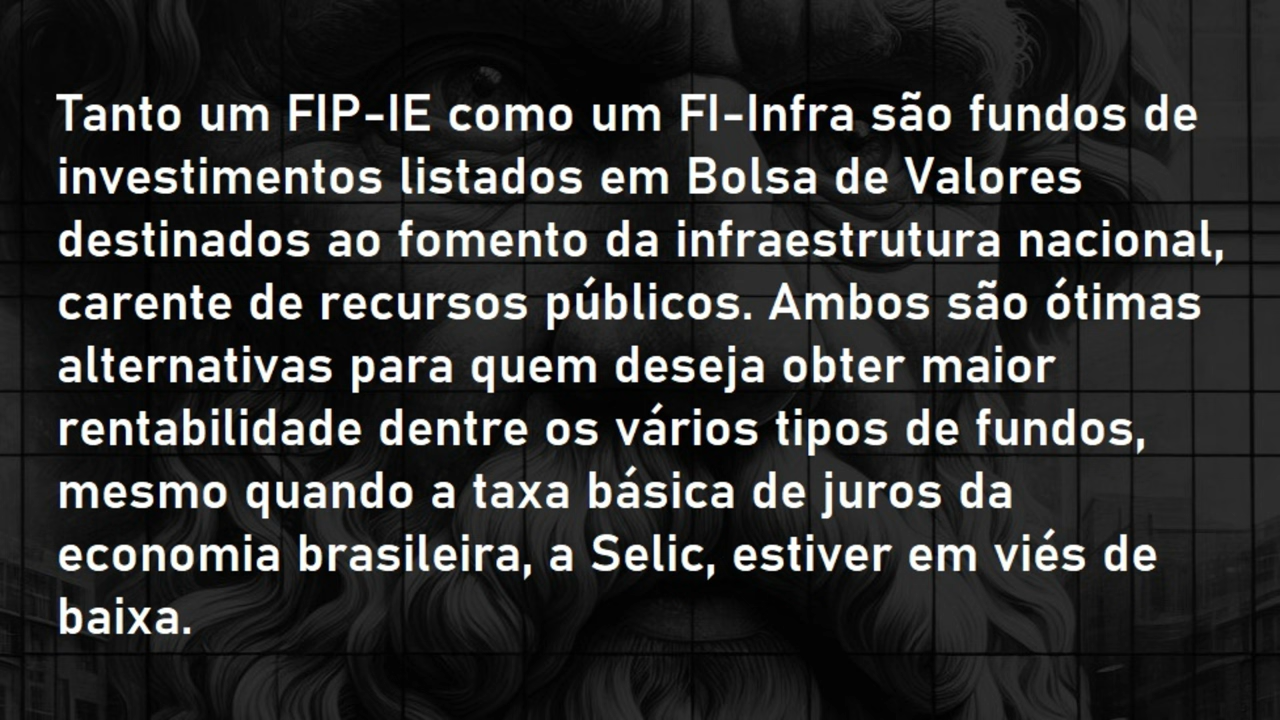 Tanto um FIP-IE como um FI-Infra são fundos de
investimentos listados em Bolsa de Valores
destinados ao fomento da infraestrutura nacional,
carente de recursos públicos. Ambos são ótimas
alternativas para quem deseja obter maior
rentabilidade dentre os vários tipos de fundos,
mesmo quando a taxa básica de juros da
economia brasileira, a Selic, estiver em viés de
baixa.